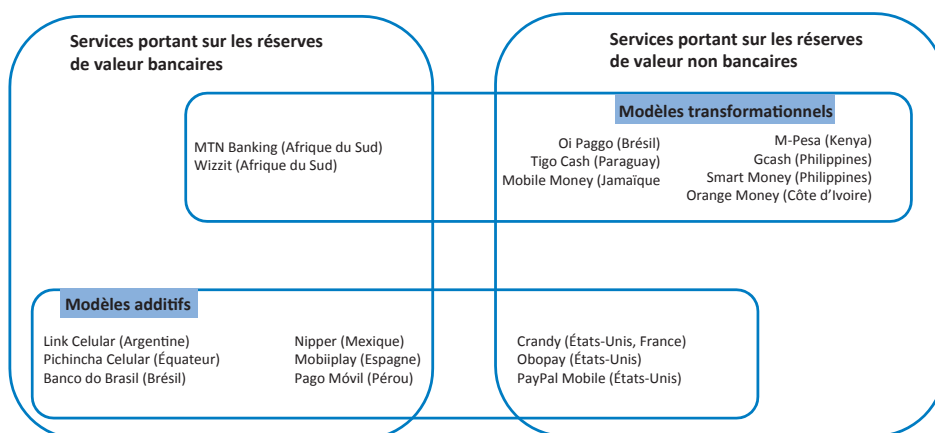 Services portant sur les réserves
de valeur bancaires
Services portant sur les réserves
de valeur non bancaires
Modèles transformationnels
MTN Banking (Afrique du Sud)
Wizzit (Afrique du Sud)
Oi Paggo (Brésil)
Tigo Cash (Paraguay)
Mobile Money (Jamaïque
M-Pesa (Kenya)
Gcash (Philippines)
Smart Money (Philippines)
Orange Money (Côte d’Ivoire)
Modèles additifs
Link Celular (Argentine)
Pichincha Celular (Équateur)
Banco do Brasil (Brésil)
Nipper (Mexique)
Mobiiplay (Espagne)
Pago Móvil (Pérou)
Crandy (États-Unis, France)
Obopay (États-Unis)
PayPal Mobile (États-Unis)